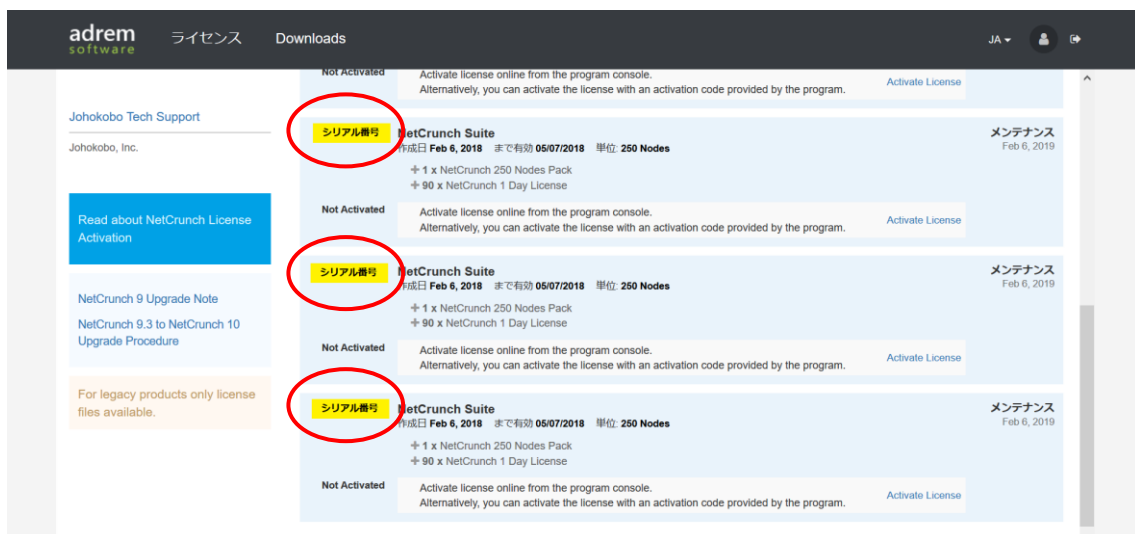 adrem
software
ライセンス
Downloads
JA
Johokobo Tech Support
Johokobo, Inc.
Read about NetCrunch License
Activation
NetCrunch 9 Upgrade Note
NetCrunch 9.3 to NetCrunch 10
Upgrade Procedure
For legacy products only license
files available.
Not Activated
Activate license online from the program console.
Alternatively, you can activate the license with an activation code provided by the program.
Activate License
シリアル番号
NetCrunch Suite
メンテナンス
作成日 Feb 6, 2018 まで有効 05/07/2018 単位: 250 Nodes
Feb 6, 2019
+ 1 x NetCrunch 250 Nodes Pack
+ 90 x NetCrunch 1 Day License
Not Activated
Activate license online from the program console.
Alternatively, you can activate the license with an activation code provided by the program.
Activate License
シリアル番号
NetCrunch Suite
メンテナンス
作成日 Feb 6, 2018 まで有効 05/07/2018 単位: 250 Nodes
Feb 6, 2019
+ 1 x NetCrunch 250 Nodes Pack
+ 90 x NetCrunch 1 Day License
Not Activated
Activate license online from the program console.
Alternatively, you can activate the license with an activation code provided by the program.
Activate License
シリアル番号
NetCrunch Suite
メンテナンス
作成日 Feb 6, 2018 まで有効 05/07/2018 単位: 250 Nodes
Feb 6, 2019
+ 1 x NetCrunch 250 Nodes Pack
+ 90 x NetCrunch 1 Day License
Not Activated
Activate license online from the program console.
Alternatively, you can activate the license with an activation code provided by the program.
Activate License